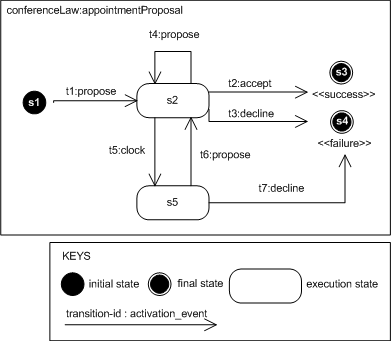 conferenceLaw:appointmentProposal
t4:propose
s1
t1:propose
s2
t2:accept
s3
<<success>>
t3:decline
s4
<<failure>>
t5:clock
t6:propose
s5
t7:decline
KEYS
initial state
final state
execution state
transition-id : activation_event